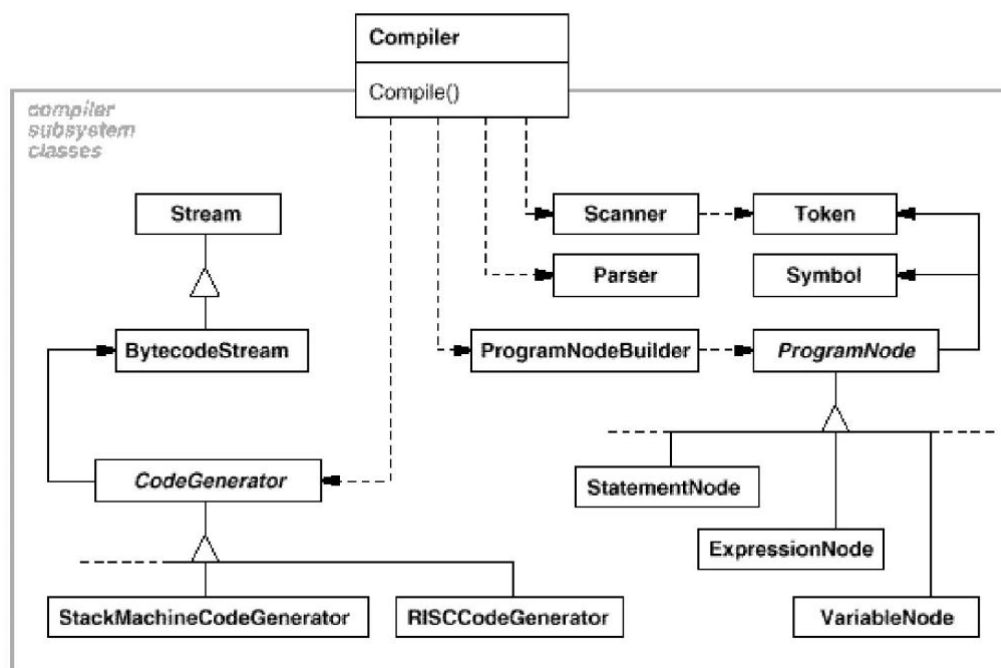 Compiler
Compile()
compiler
subsystem
classes
Stream
Scanner
Token
Parser
Symbol
BytecodeStream
ProgramNodeBuilder
ProgramNode
CodeGenerator
StatementNode
ExpressionNode
StackMachineCodeGenerator
RISCCodeGenerator
VariableNode